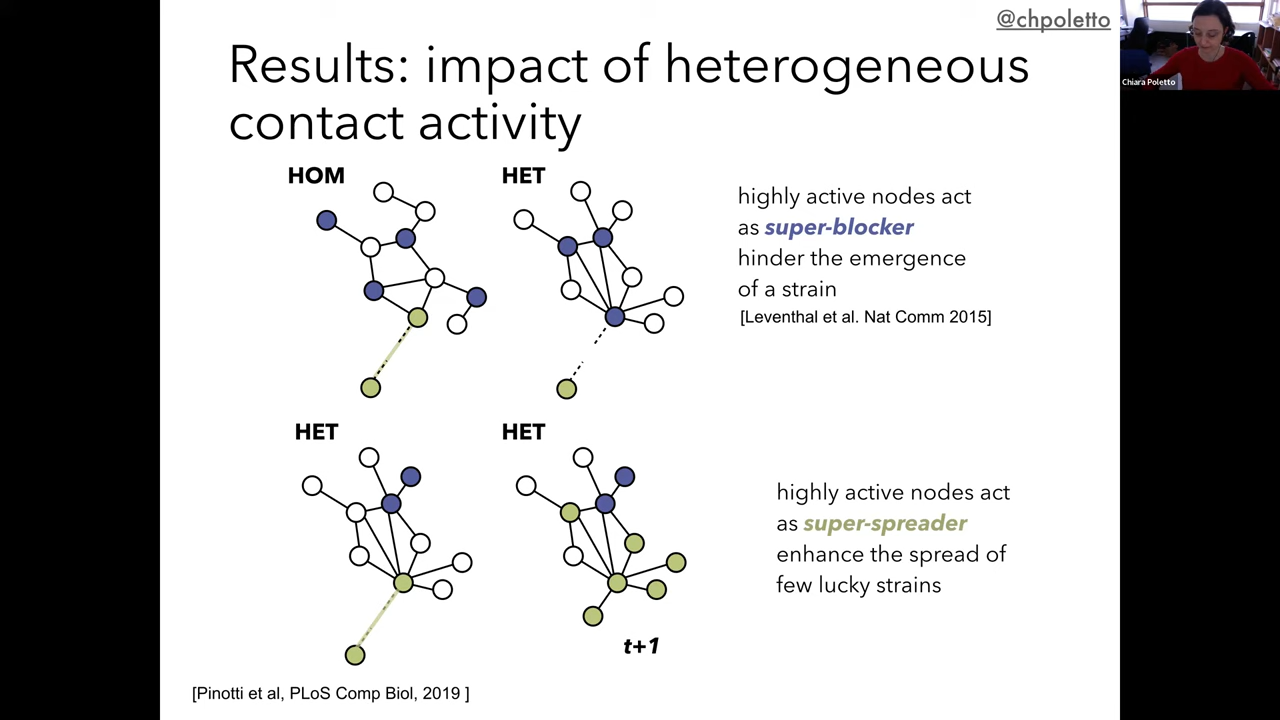 @chpoletto
Chiara Poletto
Results: impact of heterogeneous
contact activity
HOM
HET
highly active nodes act
as super-blocker
hinder the emergence
of a strain
[Leventhal et al. Nat Comm 2015]
HET
HET
highly active nodes act
as super-spreader
enhance the spread of
few lucky strains
t+1
[Pinotti et al, PLoS Comp Biol, 2019 ]